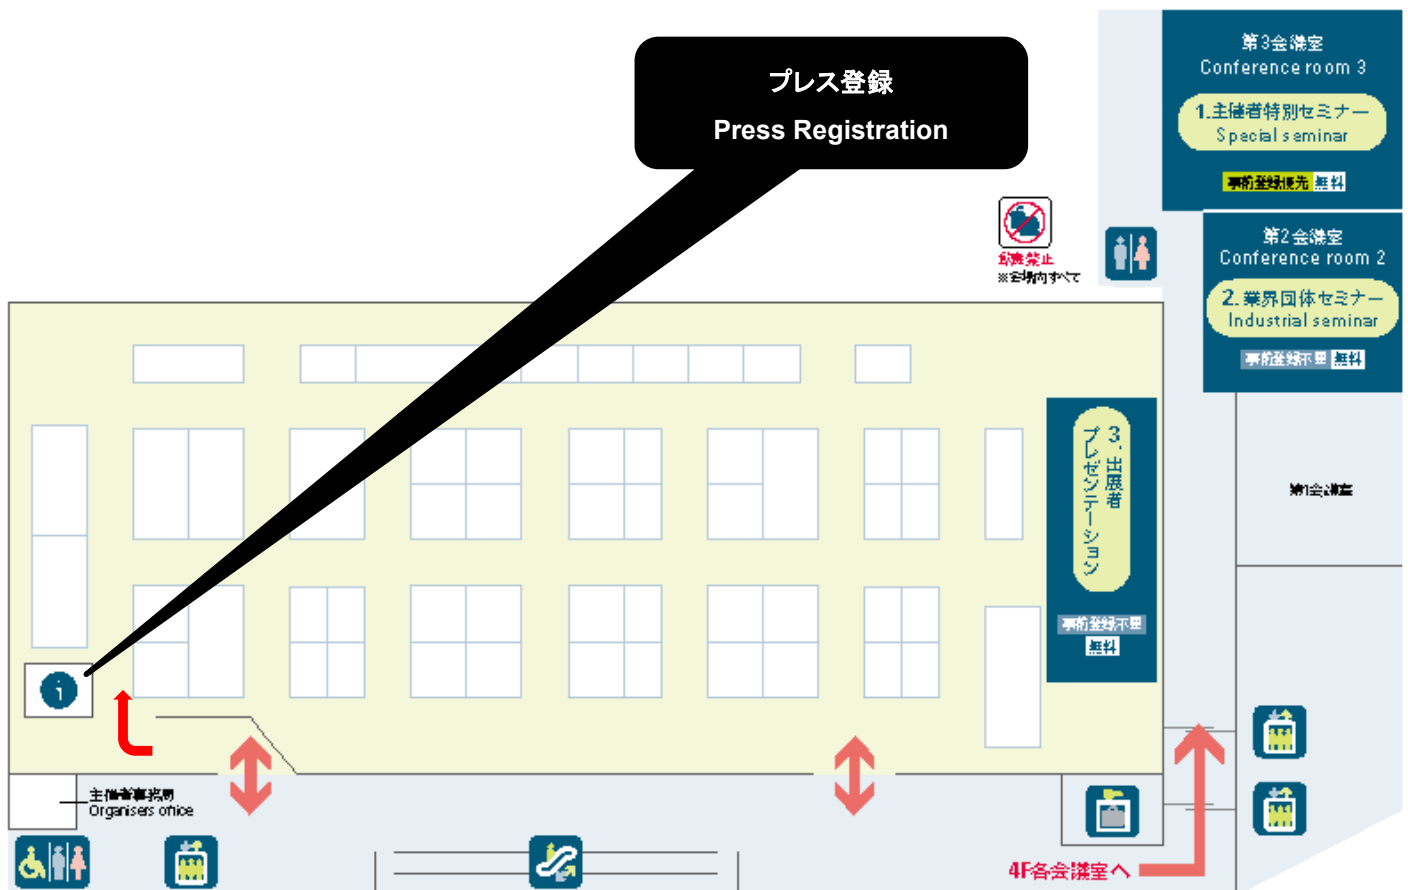 プレス登録
Press Registration
第3会議室
Conference room 3
1.主催者特別セミナー
Special seminar
事前登録優先 無料
第2会議室
Conference room 2
2.業界団体セミナー
Industrial seminar
事前登録不要 無料
飲食禁止
※会場内すべて
3.出展者
プレゼンテーション
事前登録不要
無料
第1会議室
i
主催者事務局
Organisers office
4F各会議室へ